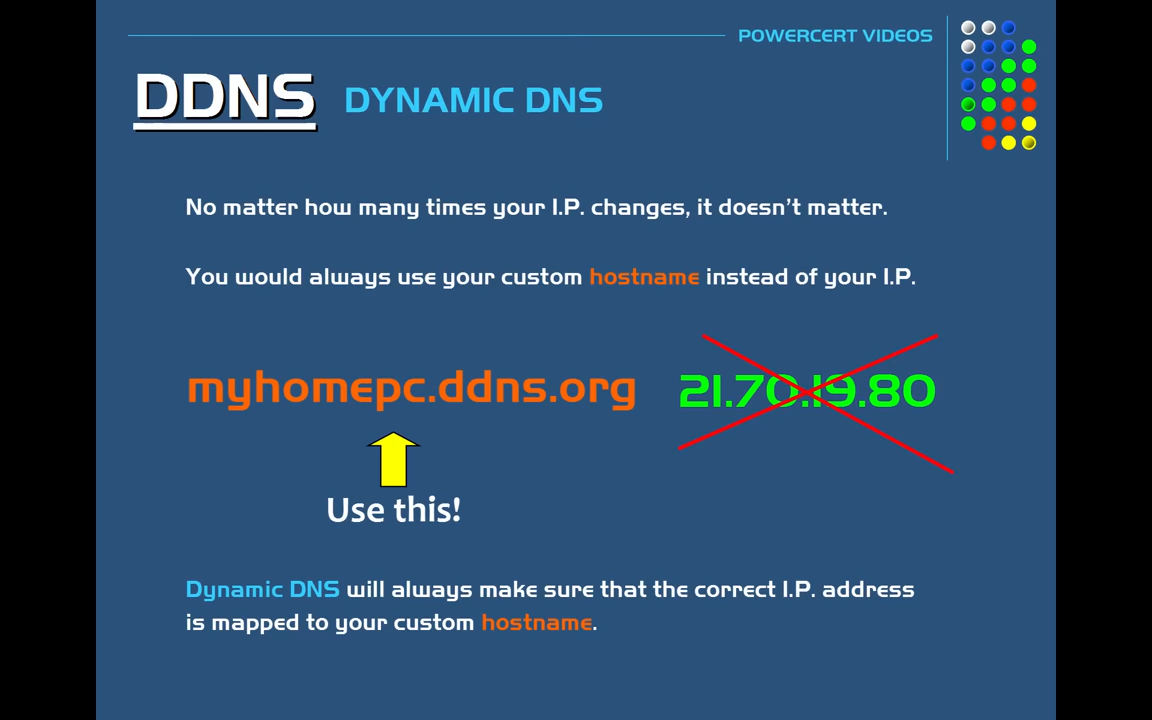 POWERCERT VIDEOS
DDNS DYNAMIC DNS
No matter how many times your I.P. changes, it doesn't matter.
You would always use your custom hostname instead of your I.P.
myhomepc.ddns.org 21.70.19.80
Use this!
Dynamic DNS will always make sure that the correct I.P. address
is mapped to your custom hostname.